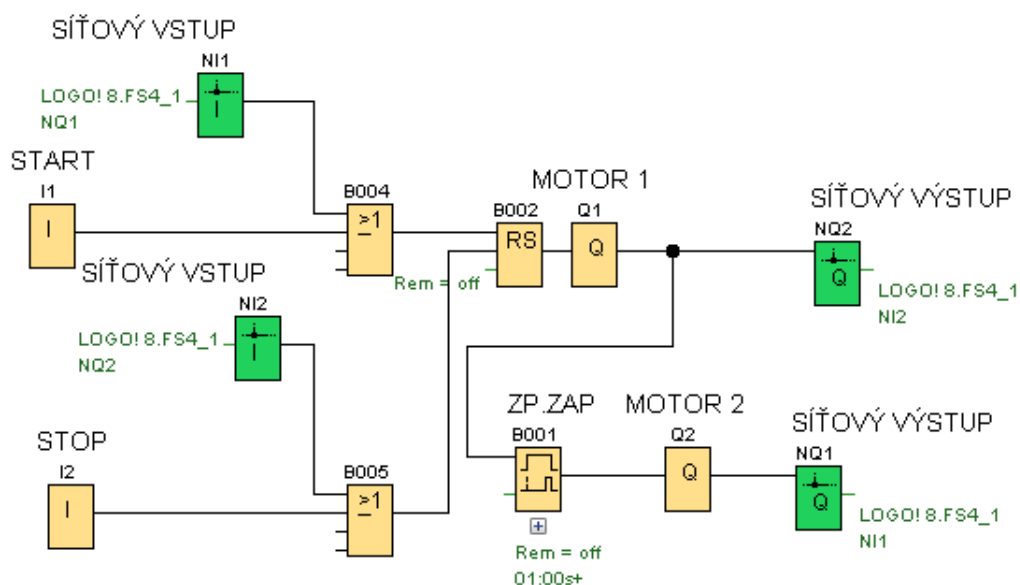 SÍŤOVÝ VSTUP
NI1
LOGO! 8.FS4_1
NQ1
I
START
I1
I
B004
≥1
MOTOR 1
B002
RS
Rem = off
Q1
Q
SÍŤOVÝ VÝSTUP
NQ2
Q
LOGO! 8.FS4_1
NI2
SÍŤOVÝ VSTUP
NI2
LOGO! 8.FS4_1
NQ2
I
STOP
I2
I
B005
≥1
ZP.ZAP
B001
Rem = off
01:00s+
MOTOR 2
Q2
Q
SÍŤOVÝ VÝSTUP
NQ1
Q
LOGO! 8.FS4_1
NI1